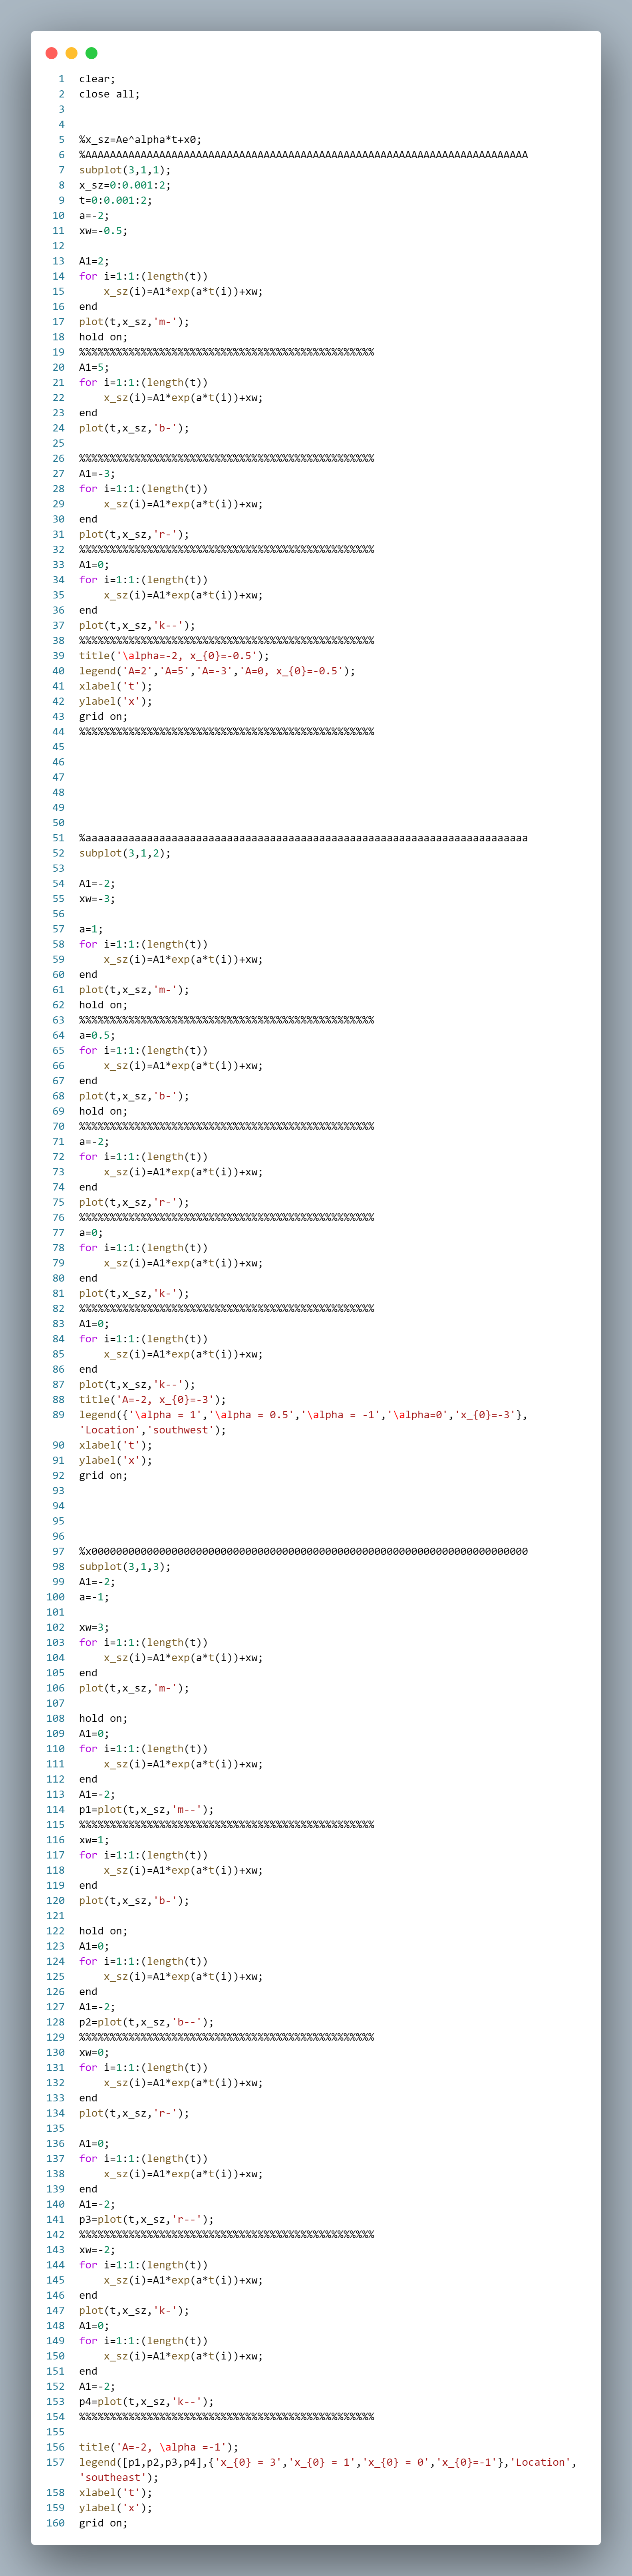 1 clear;
2 close all;
3
4
5 %x_sz=Ae^alpha*t+x0;
6 %AAAAAAAAAAAAAAAAAAAAAAAAAAAAAAAAAAAAAAAAAAAAAAAAAAAAAAAAAAAAAAAAAAAAAAAA
7 subplot(3,1,1);
8 x_sz=0:0.001:2;
9 t=0:0.001:2;
10 a=-2;
11 xw=-0.5;
12
13 A1=2;
14 for i=1:1:(length(t))
15     x_sz(i)=A1*exp(a*t(i))+xw;
16 end
17 plot(t,x_sz,'m-');
18 hold on;
19 %%%%%%%%%%%%%%%%%%%%%%%%%%%%%%%%%%%%%%%%%%%%%%%%
20 A1=5;
21 for i=1:1:(length(t))
22     x_sz(i)=A1*exp(a*t(i))+xw;
23 end
24 plot(t,x_sz,'b-');
25
26 %%%%%%%%%%%%%%%%%%%%%%%%%%%%%%%%%%%%%%%%%%%%%%%%
27 A1=-3;
28 for i=1:1:(length(t))
29     x_sz(i)=A1*exp(a*t(i))+xw;
30 end
31 plot(t,x_sz,'r-');
32 %%%%%%%%%%%%%%%%%%%%%%%%%%%%%%%%%%%%%%%%%%%%%%%%
33 A1=0;
34 for i=1:1:(length(t))
35     x_sz(i)=A1*exp(a*t(i))+xw;
36 end
37 plot(t,x_sz,'k--');
38 %%%%%%%%%%%%%%%%%%%%%%%%%%%%%%%%%%%%%%%%%%%%%%%%
39 title('\alpha=-2, x_{0}=-0.5');
40 legend('A=2','A=5','A=-3','A=0, x_{0}=-0.5');
41 xlabel('t');
42 ylabel('x');
43 grid on;
44 %%%%%%%%%%%%%%%%%%%%%%%%%%%%%%%%%%%%%%%%%%%%%%%%
45
46
47
48
49
50
51 %aaaaaaaaaaaaaaaaaaaaaaaaaaaaaaaaaaaaaaaaaaaaaaaaaaaaaaaaaaaaaaaaaaaaaaaa
52 subplot(3,1,2);
53
54 A1=-2;
55 xw=-3;
56
57 a=1;
58 for i=1:1:(length(t))
59     x_sz(i)=A1*exp(a*t(i))+xw;
60 end
61 plot(t,x_sz,'m-');
62 hold on;
63 %%%%%%%%%%%%%%%%%%%%%%%%%%%%%%%%%%%%%%%%%%%%%%%%
64 a=0.5;
65 for i=1:1:(length(t))
66     x_sz(i)=A1*exp(a*t(i))+xw;
67 end
68 plot(t,x_sz,'b-');
69 hold on;
70 %%%%%%%%%%%%%%%%%%%%%%%%%%%%%%%%%%%%%%%%%%%%%%%%
71 a=-2;
72 for i=1:1:(length(t))
73     x_sz(i)=A1*exp(a*t(i))+xw;
74 end
75 plot(t,x_sz,'r-');
76 %%%%%%%%%%%%%%%%%%%%%%%%%%%%%%%%%%%%%%%%%%%%%%%%
77 a=0;
78 for i=1:1:(length(t))
79     x_sz(i)=A1*exp(a*t(i))+xw;
80 end
81 plot(t,x_sz,'k-');
82 %%%%%%%%%%%%%%%%%%%%%%%%%%%%%%%%%%%%%%%%%%%%%%%%
83 A1=0;
84 for i=1:1:(length(t))
85     x_sz(i)=A1*exp(a*t(i))+xw;
86 end
87 plot(t,x_sz,'k--');
88 title('A=-2, x_{0}=-3');
89 legend({'\alpha = 1','\alpha = 0.5','\alpha = -1','\alpha=0','x_{0}=-3'},
'Location','southwest');
90 xlabel('t');
91 ylabel('x');
92 grid on;
93
94
95
96
97 %x00000000000000000000000000000000000000000000000000000000000000000000000
98 subplot(3,1,3);
99 A1=-2;
100 a=-1;
101
102 xw=3;
103 for i=1:1:(length(t))
104     x_sz(i)=A1*exp(a*t(i))+xw;
105 end
106 plot(t,x_sz,'m-');
107
108 hold on;
109 A1=0;
110 for i=1:1:(length(t))
111     x_sz(i)=A1*exp(a*t(i))+xw;
112 end
113 A1=-2;
114 p1=plot(t,x_sz,'m--');
115 %%%%%%%%%%%%%%%%%%%%%%%%%%%%%%%%%%%%%%%%%%%%%%%%
116 xw=1;
117 for i=1:1:(length(t))
118     x_sz(i)=A1*exp(a*t(i))+xw;
119 end
120 plot(t,x_sz,'b-');
121
122 hold on;
123 A1=0;
124 for i=1:1:(length(t))
125     x_sz(i)=A1*exp(a*t(i))+xw;
126 end
127 A1=-2;
128 p2=plot(t,x_sz,'b--');
129 %%%%%%%%%%%%%%%%%%%%%%%%%%%%%%%%%%%%%%%%%%%%%%%%
130 xw=0;
131 for i=1:1:(length(t))
132     x_sz(i)=A1*exp(a*t(i))+xw;
133 end
134 plot(t,x_sz,'r-');
135
136 A1=0;
137 for i=1:1:(length(t))
138     x_sz(i)=A1*exp(a*t(i))+xw;
139 end
140 A1=-2;
141 p3=plot(t,x_sz,'r--');
142 %%%%%%%%%%%%%%%%%%%%%%%%%%%%%%%%%%%%%%%%%%%%%%%%
143 xw=-2;
144 for i=1:1:(length(t))
145     x_sz(i)=A1*exp(a*t(i))+xw;
146 end
147 plot(t,x_sz,'k-');
148 A1=0;
149 for i=1:1:(length(t))
150     x_sz(i)=A1*exp(a*t(i))+xw;
151 end
152 A1=-2;
153 p4=plot(t,x_sz,'k--');
154 %%%%%%%%%%%%%%%%%%%%%%%%%%%%%%%%%%%%%%%%%%%%%%%%
155
156 title('A=-2, \alpha =-1');
157 legend([p1,p2,p3,p4],{'x_{0} = 3','x_{0} = 1','x_{0} = 0','x_{0}=-1'},'Location',
'southeast');
158 xlabel('t');
159 ylabel('x');
160 grid on;